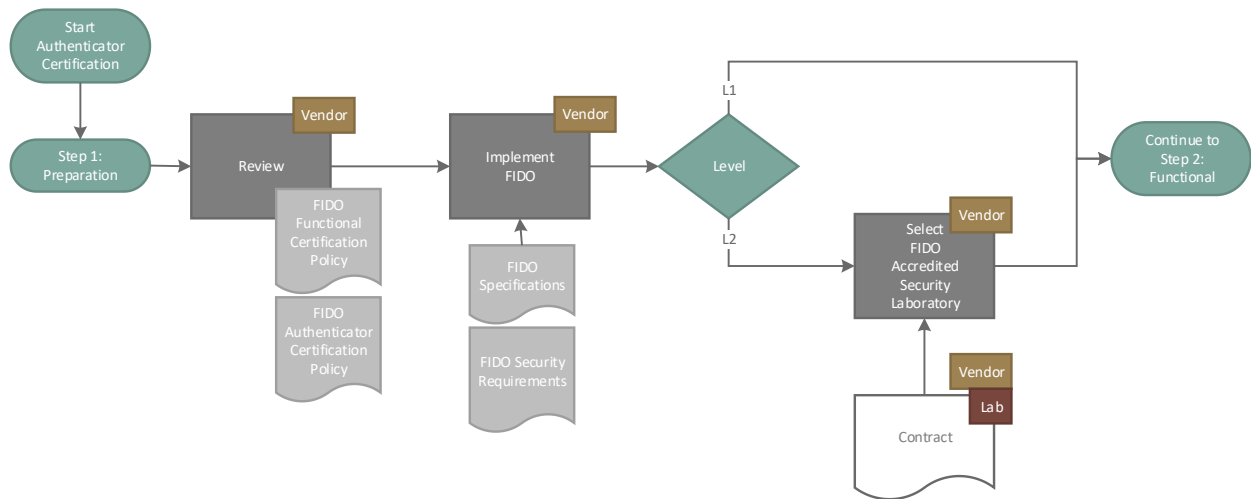 Start
Authenticator
Certification
Step 1:
Preparation
Vendor
Review
FIDO
Functional
Certification
Policy
FIDO
Authenticator
Certification
Policy
Vendor
Implement
FIDO
FIDO
Specifications
FIDO Security
Requirements
Level
L1
L2
Vendor
Select
FIDO
Accredited
Security
Laboratory
Vendor
Lab
Contract
Continue to
Step 2:
Functional